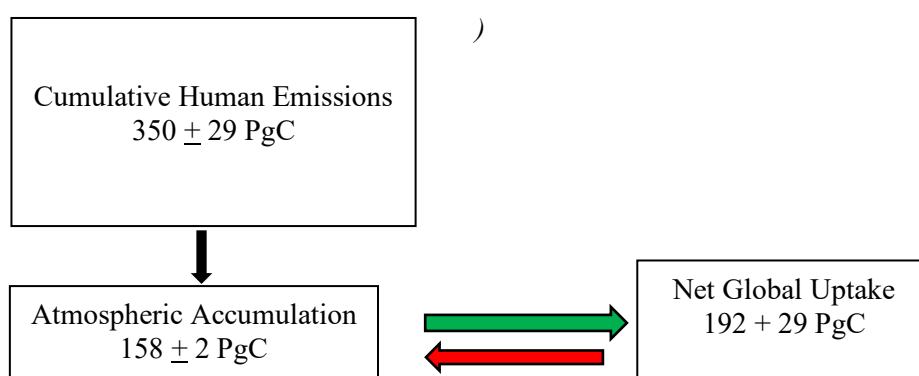 )
Cumulative Human Emissions
350 ± 29 PgC
Atmospheric Accumulation
158 ± 2 PgC
Net Global Uptake
192 + 29 PgC